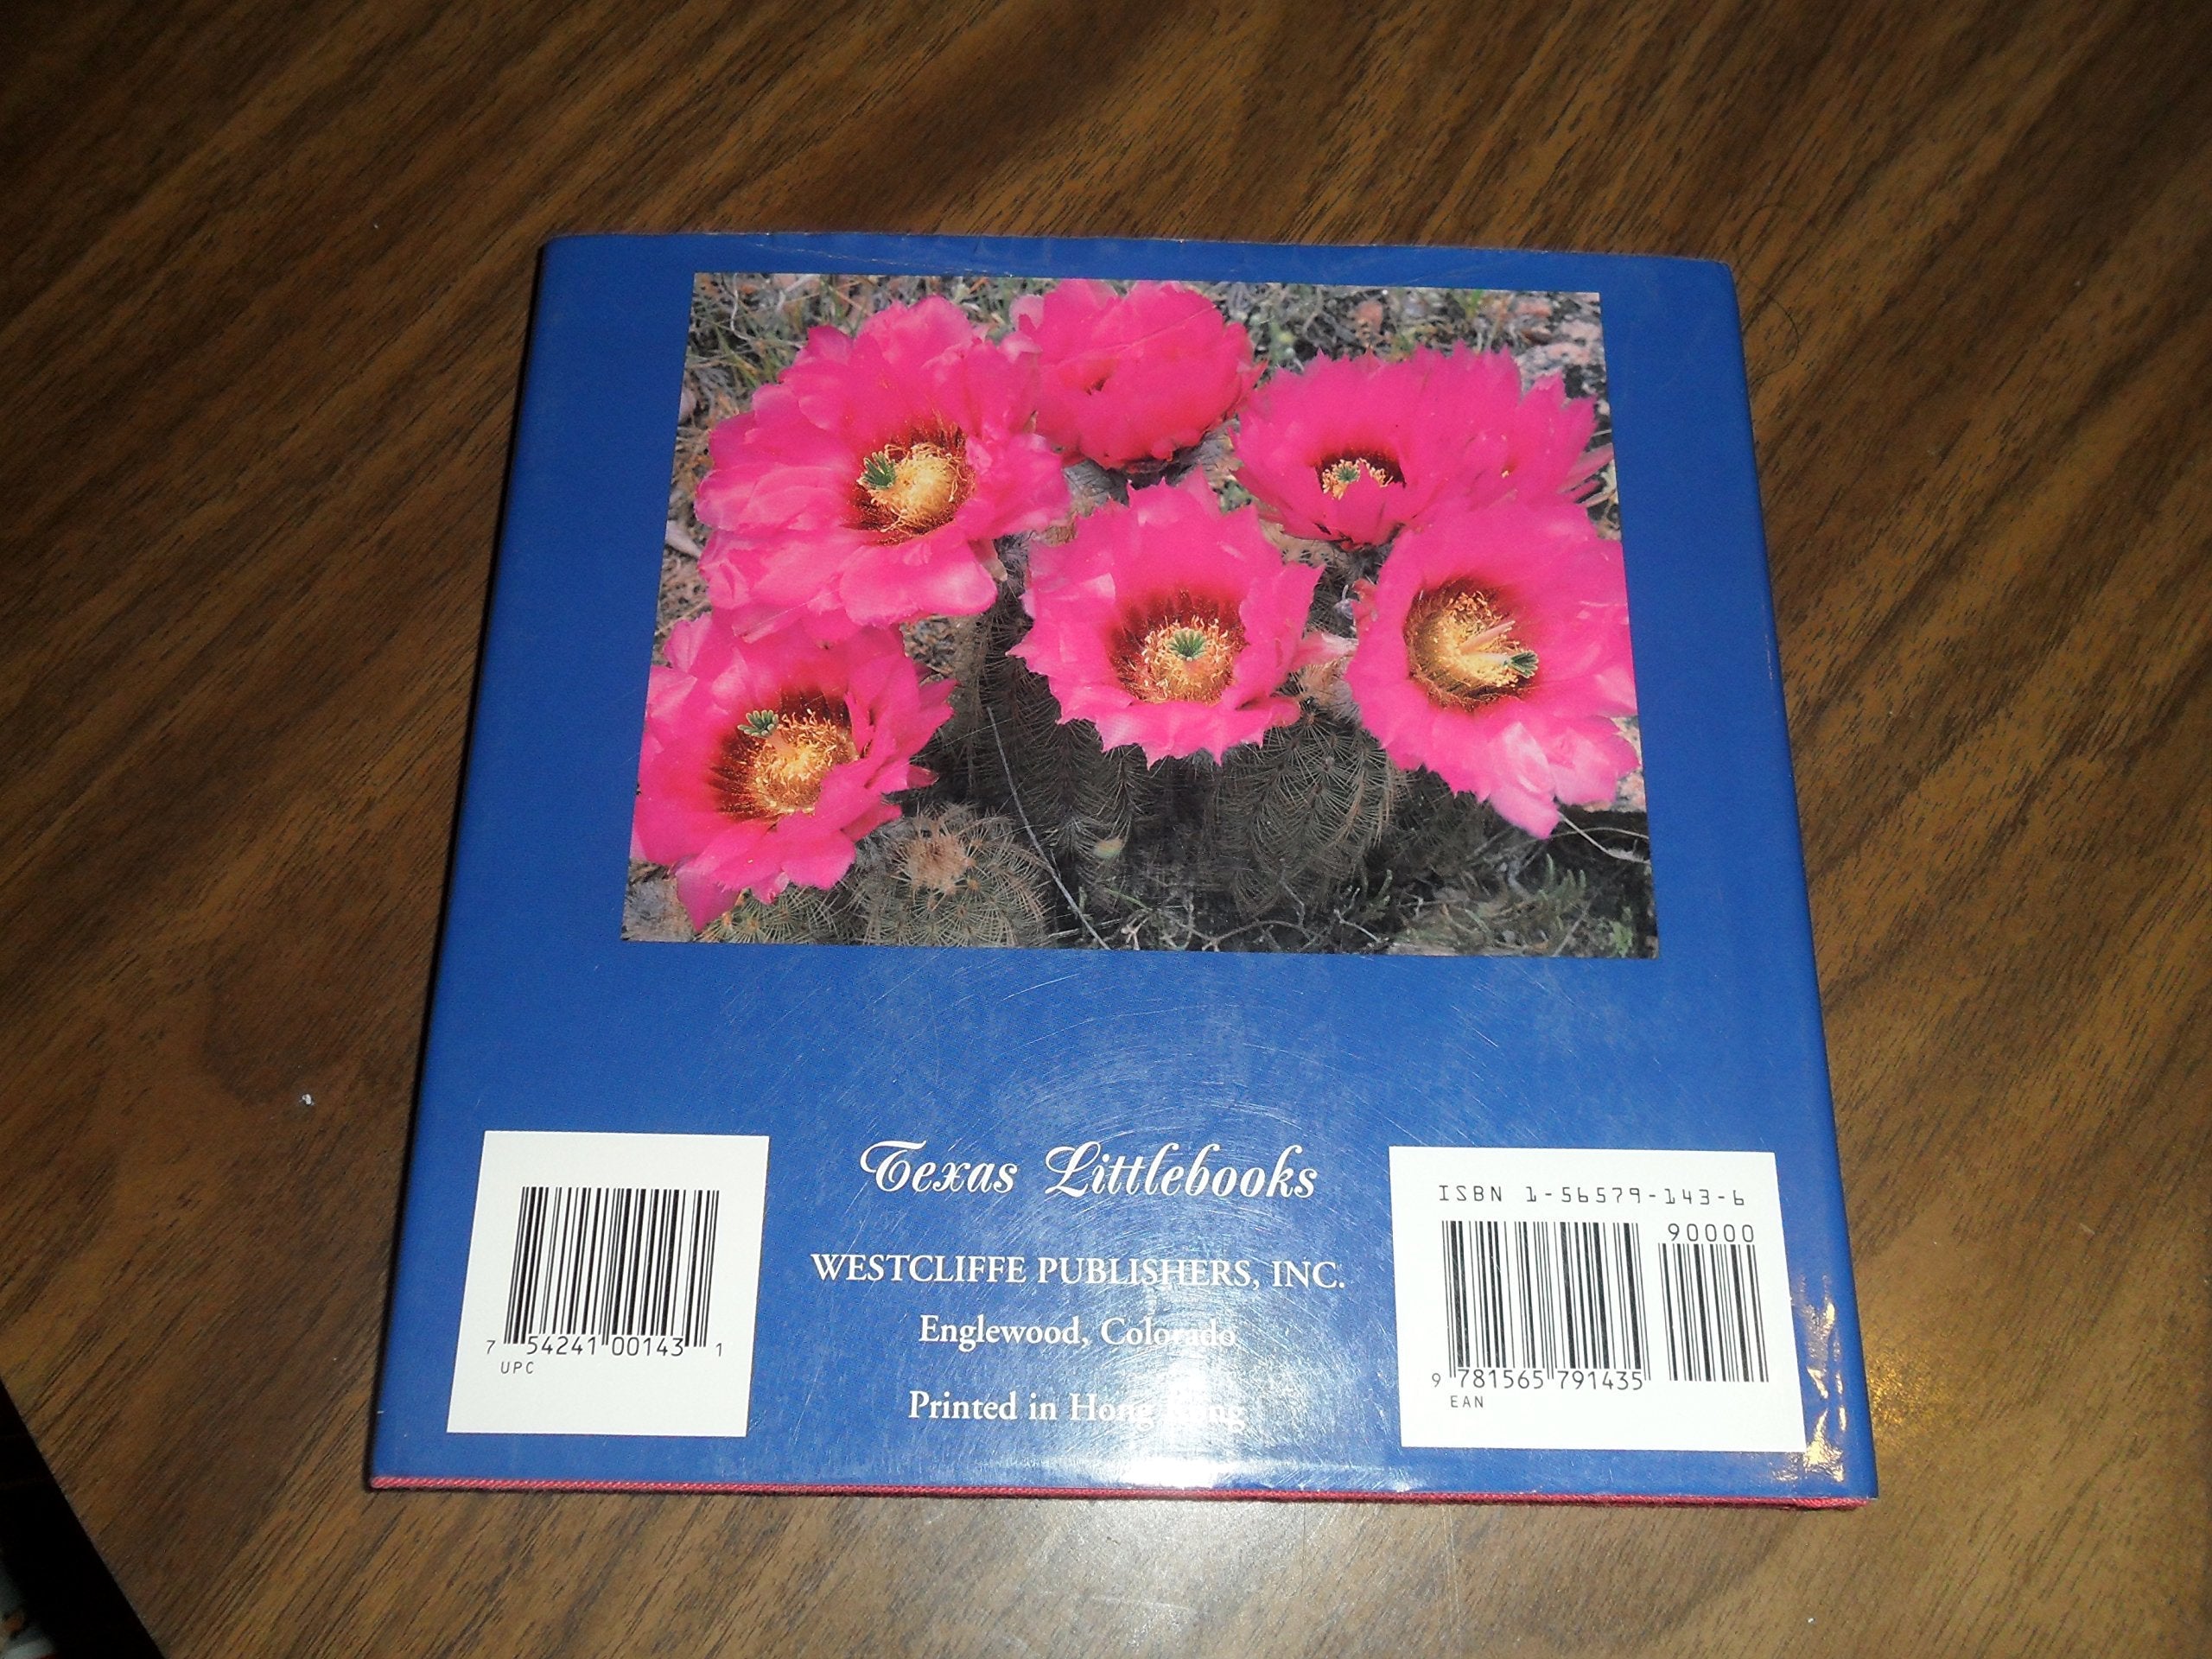 Texas Littlebooks
WESTCLIFFE PUBLISHERS, INC.
Englewood, Colorado
Printed in Hong Kong
7 54241 00143 1
UPC
ISBN 1-56579-143-6
90000
9 781565 791435
EAN